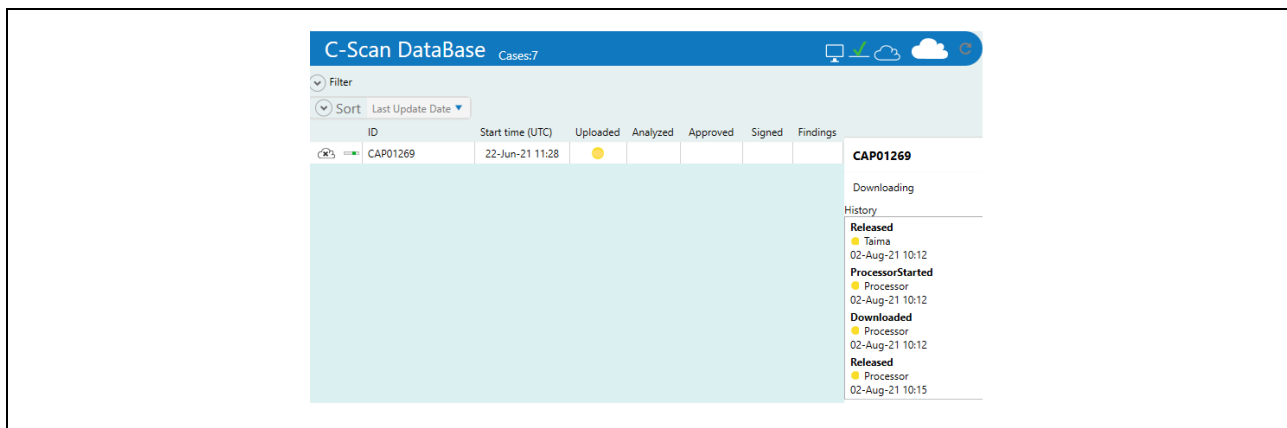 C-Scan DataBase Cases:7
Filter
Sort Last Update Date
ID Start time (UTC) Uploaded Analyzed Approved Signed Findings
CAP01269 22-Jun-21 11:28
CAP01269
Downloading
History
Released
Taima
02-Aug-21 10:12
ProcessorStarted
Processor
02-Aug-21 10:12
Downloaded
Processor
02-Aug-21 10:12
Released
Processor
02-Aug-21 10:15